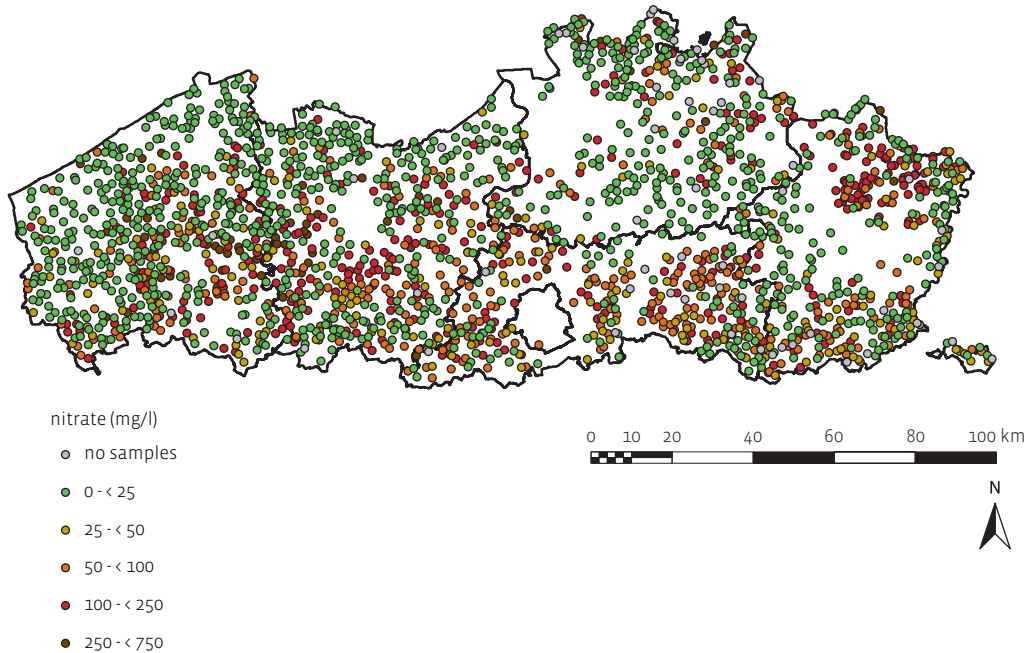 nitrate (mg/l)
no samples
0 - < 25
25 - < 50
50 - < 100
100 - < 250
250 - < 750
0 10 20 40 60 80 100 km
N